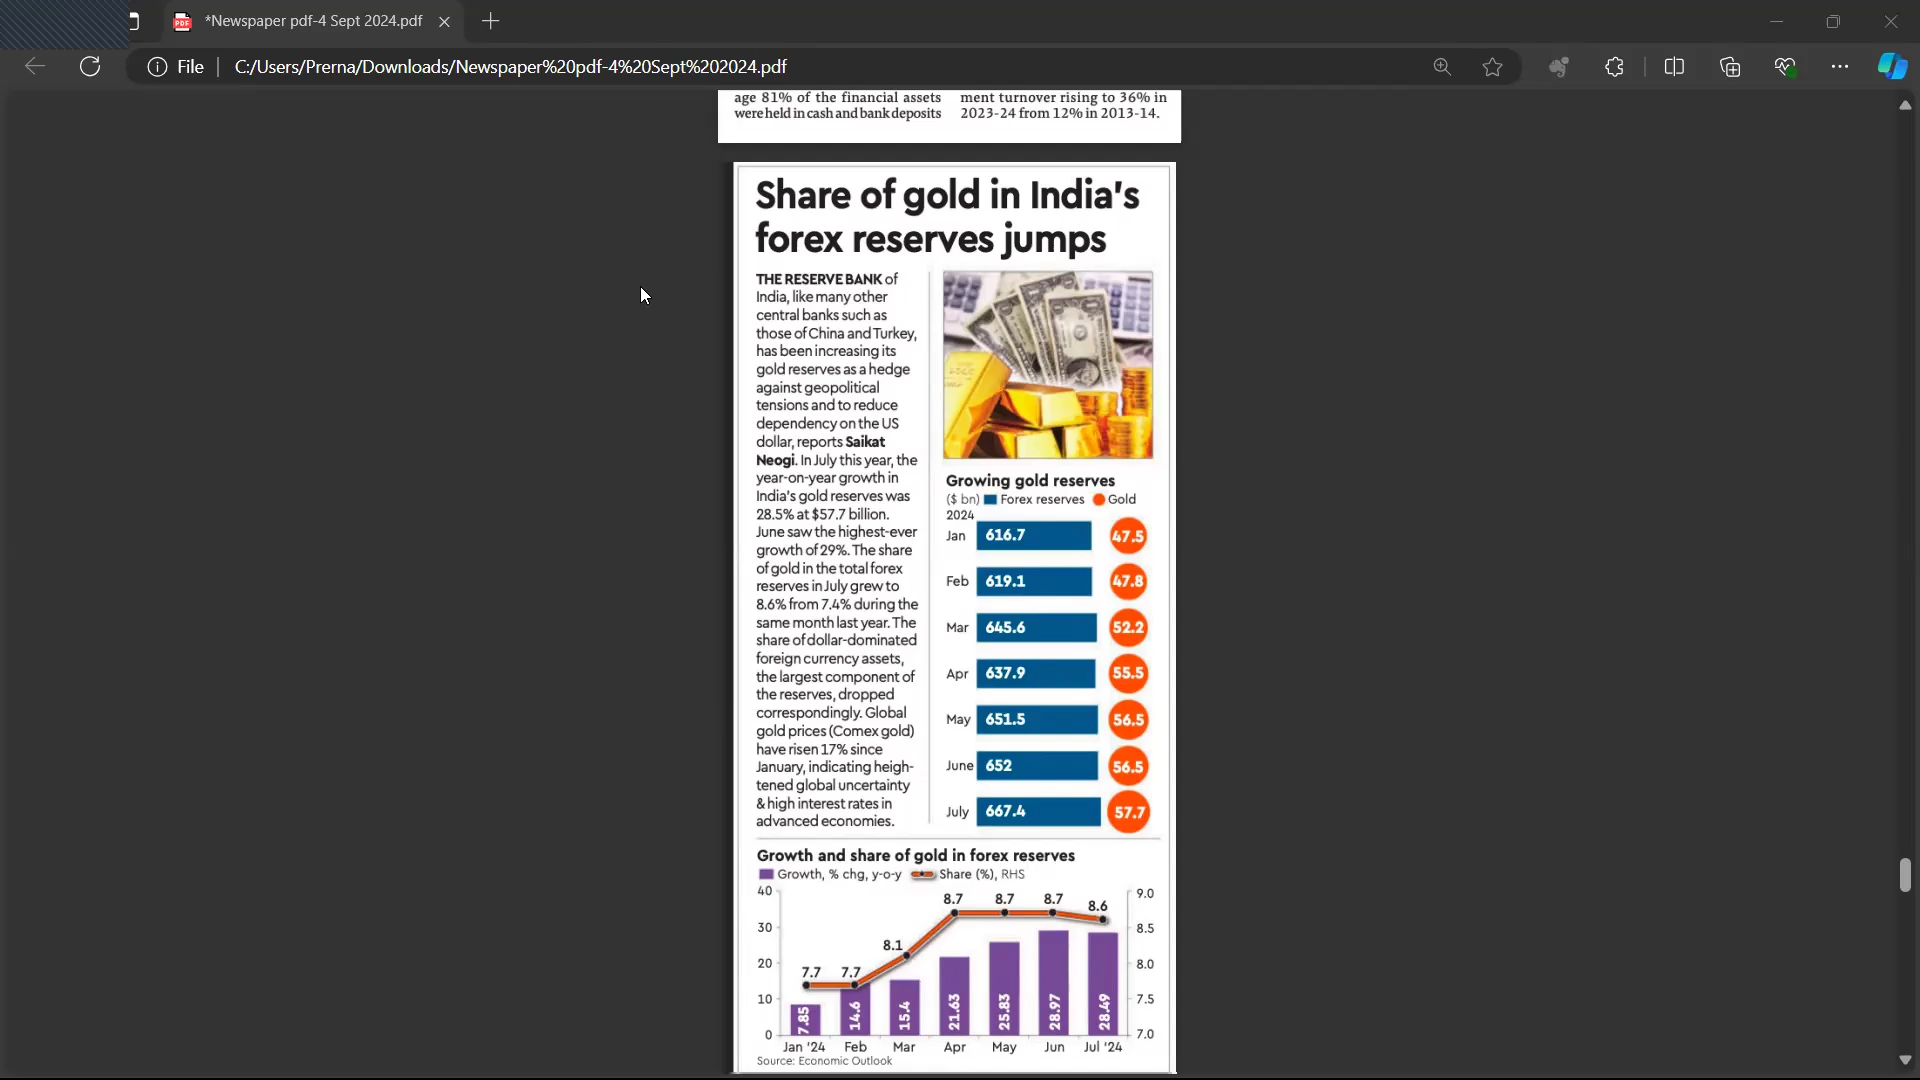 *Newspaper pdf-4 Sept 2024.pdf
File
C:/Users/Prerna/Downloads/Newspaper%20pdf-4%20Sept%202024.pdf
age 81% of the financial assets
were held in cash and bank deposits
ment turnover rising to 36% in
2023-24 from 12% in 2013-14.
Share of gold in India's
forex reserves jumps
THE RESERVE BANK of
India, like many other
central banks such as
those of China and Turkey,
has been increasing its
gold reserves as a hedge
against geopolitical
tensions and to reduce
dependency on the US
dollar, reports Saikat
Neogi. In July this year, the
year-on-year growth in
India's gold reserves was
28.5% at $57.7 billion.
June saw the highest-ever
growth of 29%. The share
of gold in the total forex
reserves in July grew to
8.6% from 7.4% during the
same month last year. The
share of dollar-dominated
foreign currency assets,
the largest component of
the reserves, dropped
correspondingly. Global
gold prices (Comex gold)
have risen 17% since
January, indicating heigh-
tened global uncertainty
& high interest rates in
advanced economies.
Growing gold reserves
($ bn) Forex reserves Gold
2024
Jan 616.7 47.5
Feb 619.1 47.8
Mar 645.6 52.2
Apr 637.9 55.5
May 651.5 56.5
June 652 56.5
July 667.4 57.7
Growth and share of gold in forex reserves
Growth, % chg, y-o-y Share (%), RHS
40 9.0
30 8.5
20 8.0
10 7.5
0 7.0
7.7 7.7 8.1 8.7 8.7 8.7 8.6
7.85 14.6 15.4 21.63 25.83 28.97 28.49
Jan '24 Feb Mar Apr May Jun Jul '24
Source: Economic Outlook